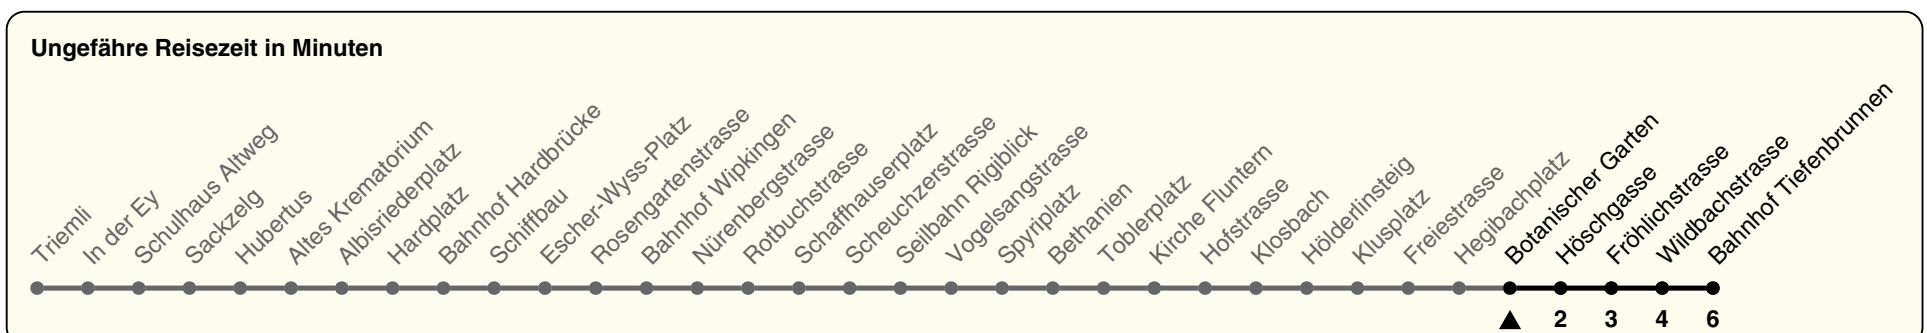 Ungefähre Reisezeit in Minuten
Triemli
In der Ey
Schulhaus Altweg
Sackzelg
Hubertus
Altes Krematorium
Albisriederplatz
Hardplatz
Bahnhof Hardbrücke
Schiffbau
Escher-Wyss-Platz
Rosengartenstrasse
Bahnhof Wipkingen
Nürenbergstrasse
Rotbuchstrasse
Schaffhauserplatz
Scheuchzerstrasse
Seilbahn Rigiblick
Vogelsangstrasse
Spyriplatz
Bethanien
Toblerplatz
Kirche Fluntern
Hofstrasse
Klosbach
Hölderlinsteig
Klusplatz
Freiestrasse
Hegibachplatz
Botanischer Garten
Höschgasse
Fröhlichstrasse
Wildbachstrasse
Bahnhof Tiefenbrunnen
2 3 4 6